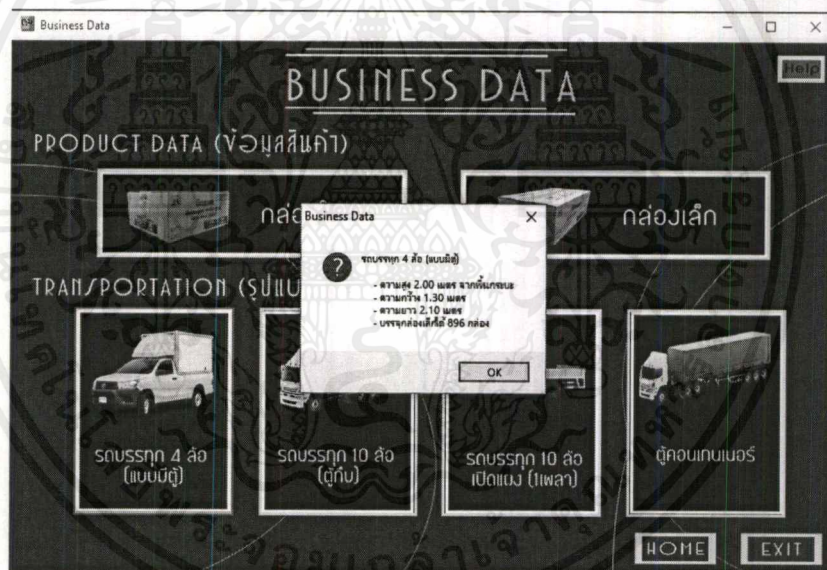 Business Data
Help
BUSINESS DATA
PRODUCT DATA (ข้อมูลสินค้า)
กล่องเล็ก
Business Data
รถบรรทุก 4 ล้อ (แบบมีตู้)
- ความสูง 2.00 เมตร จากพื้นกระบะ
- ความกว้าง 1.30 เมตร
- ความยาว 2.10 เมตร
- บรรจุกล่องเล็กได้ 896 กล่อง
OK
TRANSPORTATION
รถบรรทุก 4 ล้อ
(แบบมีตู้)
รถบรรทุก 10 ล้อ
(ตู้ทึบ)
รถบรรทุก 10 ล้อ
เปิดแผง (1เพลา)
ตู้คอนเทนเนอร์
HOME
EXIT